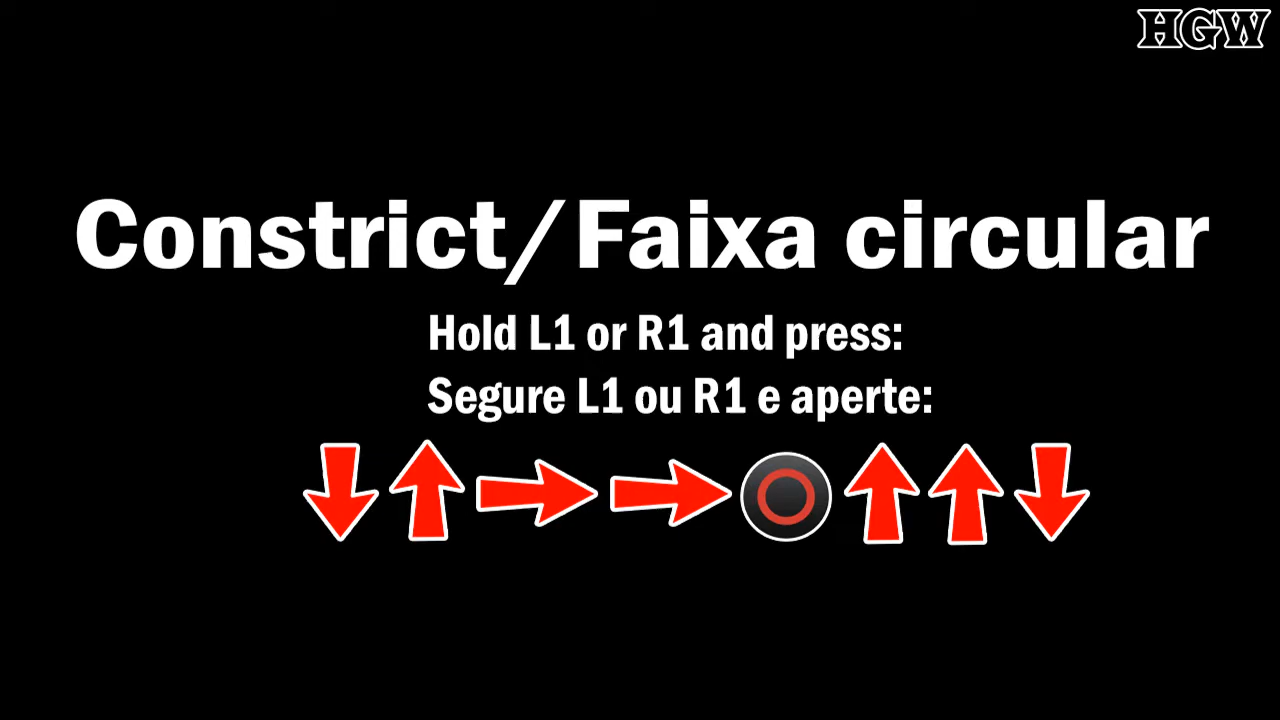 HGW
Constrict/Faixa circular
Hold L1 or R1 and press:
Segure L1 ou R1 e aperte: